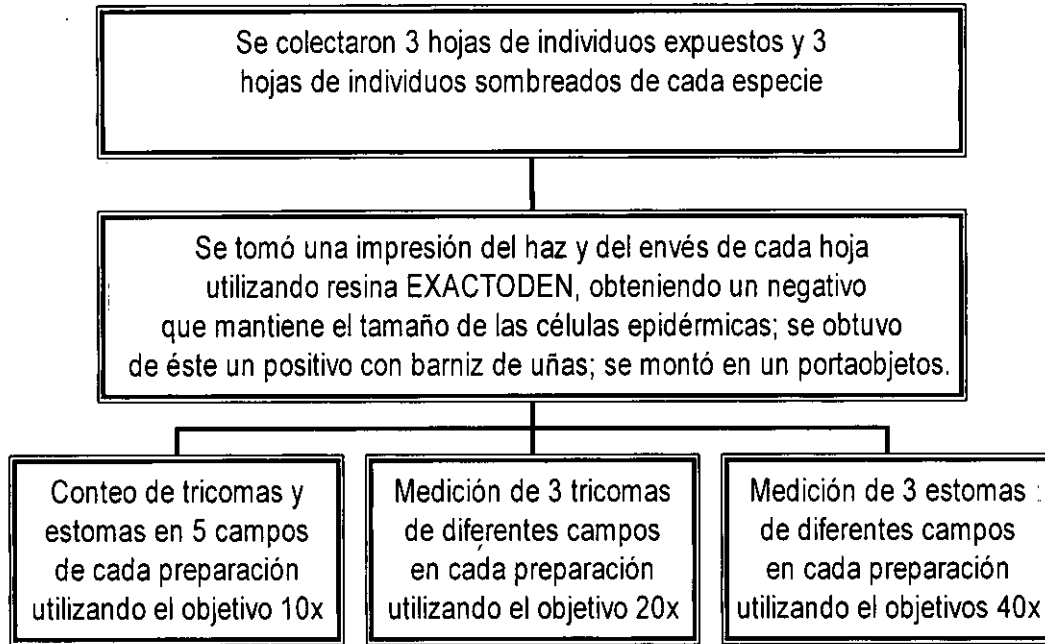 Se colectaron 3 hojas de individuos expuestos y 3
hojas de individuos sombreados de cada especie
Se tomó una impresión del haz y del envés de cada hoja
utilizando resina EXACTODEN, obteniendo un negativo
que mantiene el tamaño de las células epidérmicas; se obtuvo
de éste un positivo con barniz de uñas; se montó en un portaobjetos.
Conteo de tricomas y
estomas en 5 campos
de cada preparación
utilizando el objetivo 10x
Medición de 3 tricomas
de diferentes campos
en cada preparación
utilizando el objetivo 20x
Medición de 3 estomas
de diferentes campos
en cada preparación
utilizando el objetivos 40x